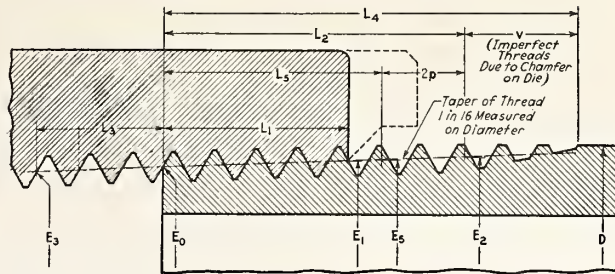 L4
L2
V
(Imperfect
Threads
Due to Chamfer
on Die)
L5
2p
Taper of Thread
1 in 16 Measured
on Diameter
L3
L1
E3
E0
E1
E5
E2
D